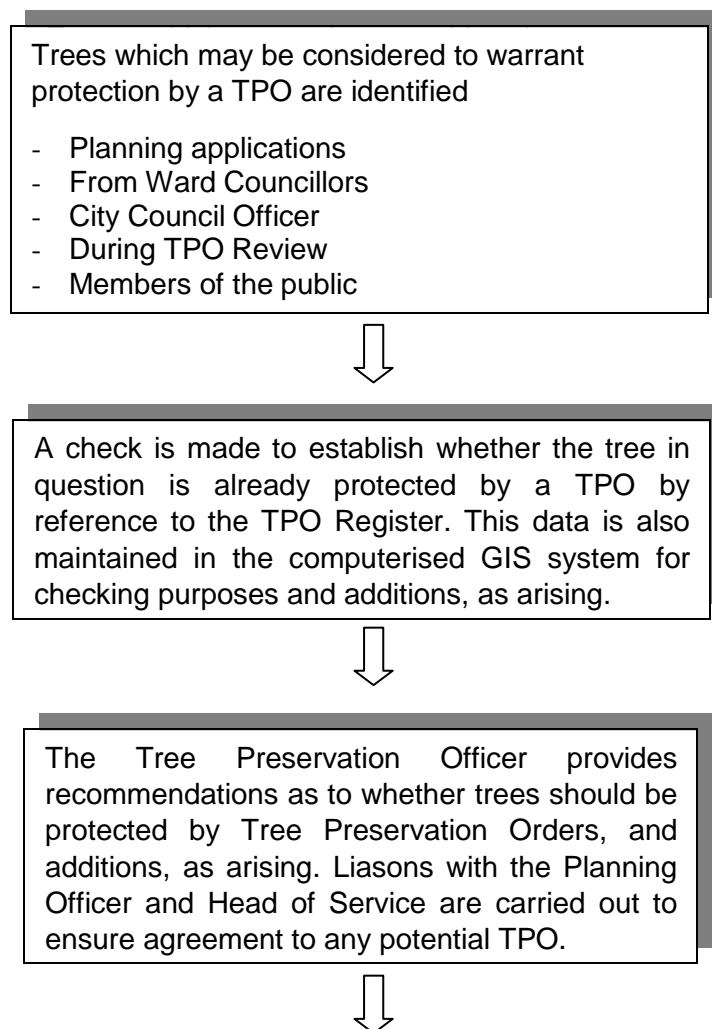 Trees which may be considered to warrant
protection by a TPO are identified
- Planning applications
- From Ward Councillors
- City Council Officer
- During TPO Review
- Members of the public
A check is made to establish whether the tree in
question is already protected by a TPO by
reference to the TPO Register. This data is also
maintained in the computerised GIS system for
checking purposes and additions, as arising.
The Tree Preservation Officer provides
recommendations as to whether trees should be
protected by Tree Preservation Orders, and
additions, as arising. Liasons with the Planning
Officer and Head of Service are carried out to
ensure agreement to any potential TPO.